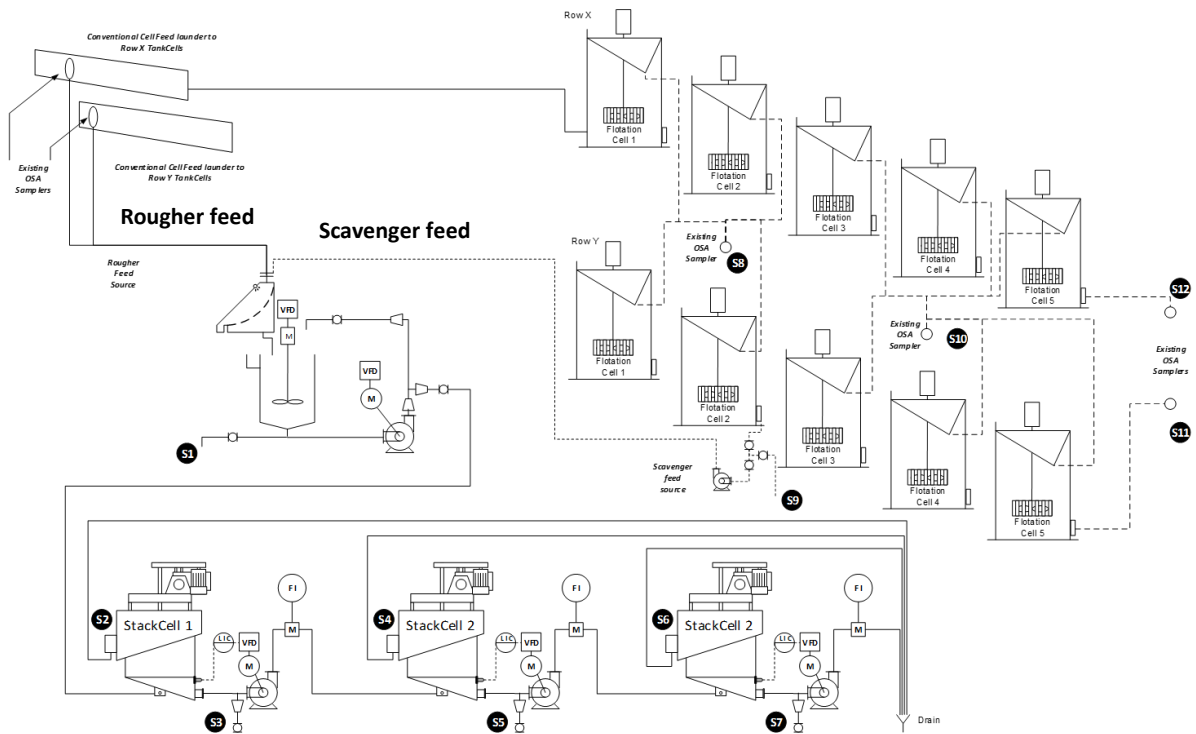 Row X
Conventional Cell Feed launder to
Row X TankCells
Flotation
Cell 1
Flotation
Cell 2
Flotation
Cell 3
Flotation
Cell 4
Flotation
Cell 5
Existing
OSA
Samplers
Conventional Cell Feed launder to
Row Y TankCells
Rougher feed
Scavenger feed
Rougher
Feed
Source
Row Y
Existing
OSA
Sampler
S8
S12
Existing
OSA
Sampler
S10
Existing
OSA
Samplers
S11
VFD
M
VFD
M
S1
Flotation
Cell 1
Flotation
Cell 2
Flotation
Cell 3
Flotation
Cell 4
Flotation
Cell 5
Scavenger
feed
source
S9
S2
StackCell 1
LIC
VFD
M
FI
M
S3
S4
StackCell 2
LIC
VFD
M
FI
M
S5
S6
StackCell 2
LIC
VFD
M
FI
M
S7
Drain